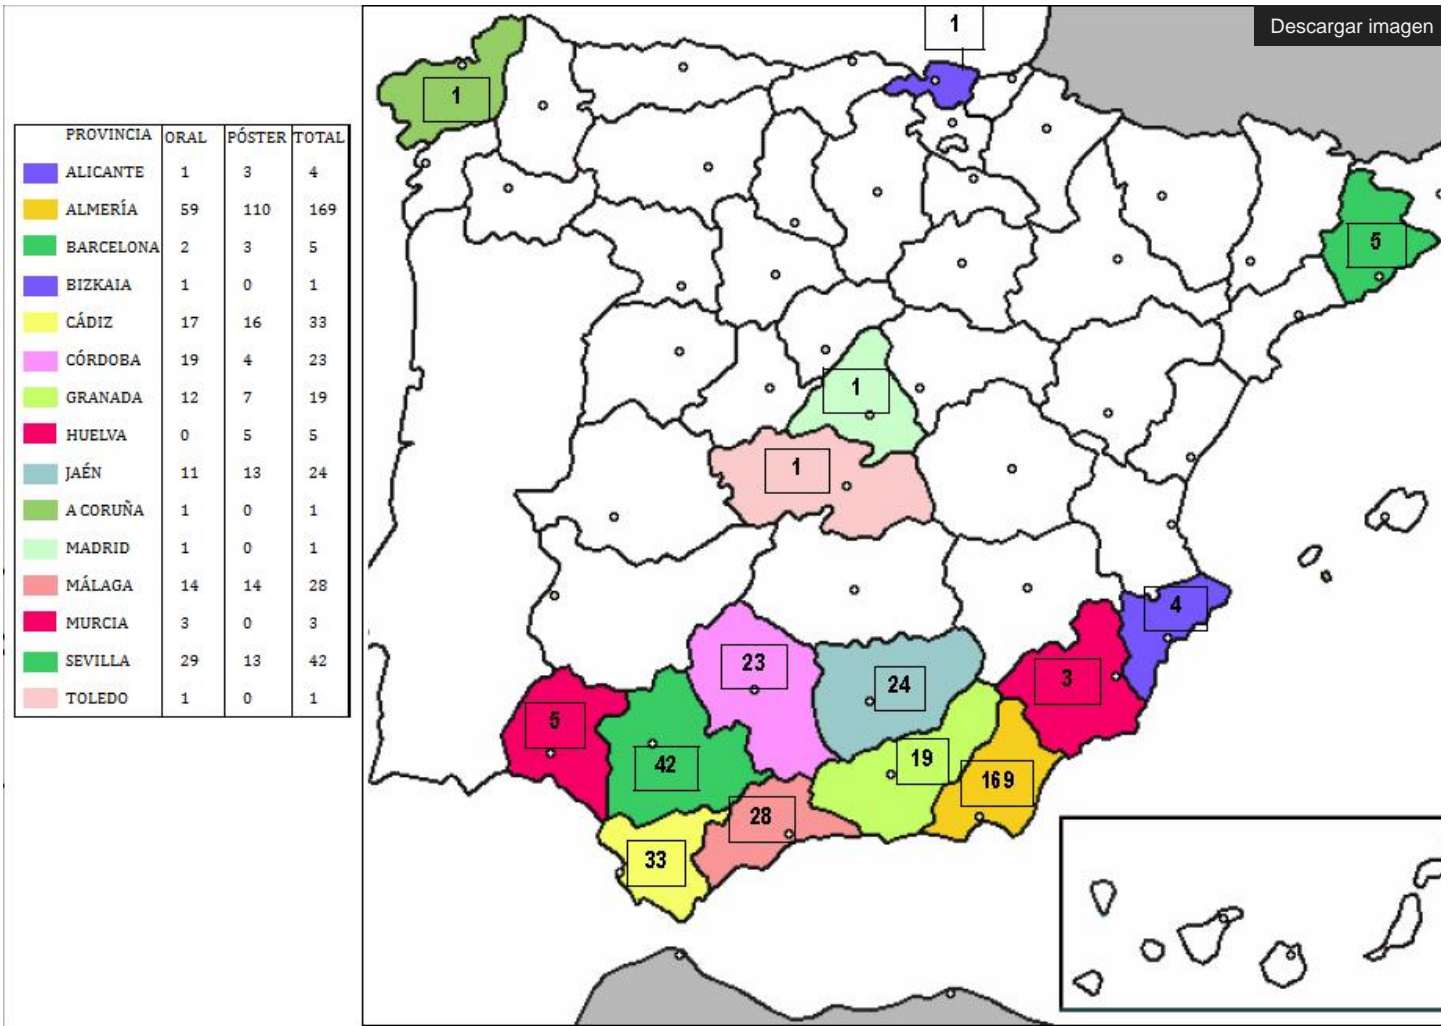 Descargar imagen
PROVINCIA ORAL PÓSTER TOTAL
ALICANTE 1 3 4
ALMERÍA 59 110 169
BARCELONA 2 3 5
BIZKAIA 1 0 1
CÁDIZ 17 16 33
CÓRDOBA 19 4 23
GRANADA 12 7 19
HUELVA 0 5 5
JAÉN 11 13 24
A CORUÑA 1 0 1
MADRID 1 0 1
MÁLAGA 14 14 28
MURCIA 3 0 3
SEVILLA 29 13 42
TOLEDO 1 0 1
1
1
5
1
1
4
23
3
24
5
19
42
169
28
33